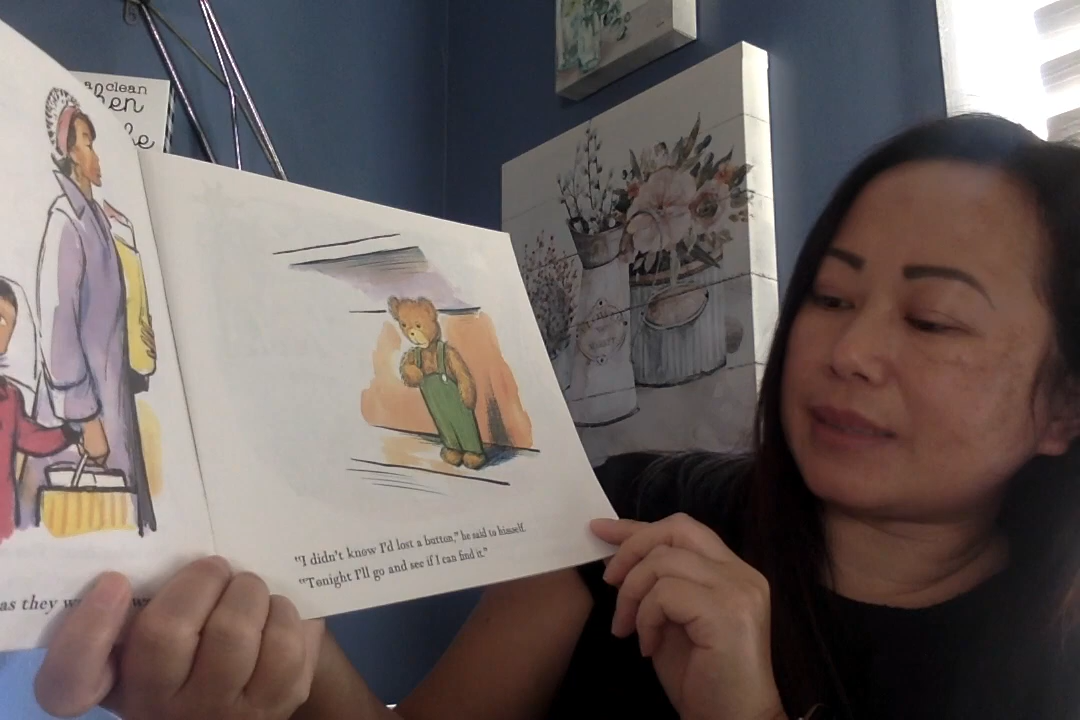 a clean
as they
"I didn't know I'd lost a button," he said to himself.
"Tonight I'll go and see if I can find it."